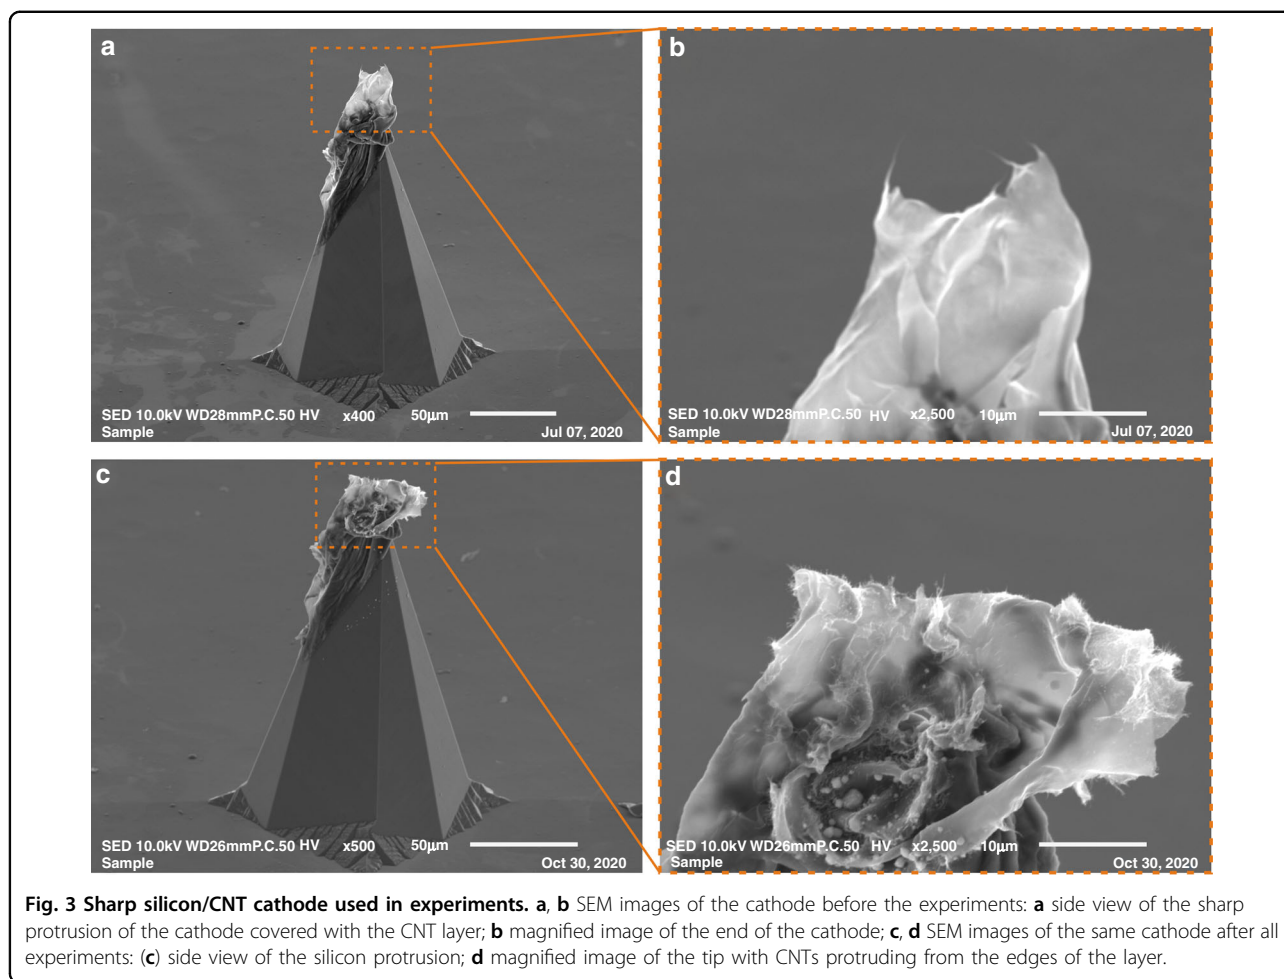 a
SED 10.0kV WD28mmP.C.50 HV x400 50μm
Sample Jul 07, 2020
b
SED 10.0kV WD28mmP.C.50 HV x2,500 10μm
Sample Jul 07, 2020
c
SED 10.0kV WD26mmP.C.50 HV x500 50μm
Sample Oct 30, 2020
d
SED 10.0kV WD26mmP.C.50 HV x2,500 10μm
Sample Oct 30, 2020
Fig. 3 Sharp silicon/CNT cathode used in experiments. a, b SEM images of the cathode before the experiments: a side view of the sharp
protrusion of the cathode covered with the CNT layer; b magnified image of the end of the cathode; c, d SEM images of the same cathode after all
experiments: (c) side view of the silicon protrusion; d magnified image of the tip with CNTs protruding from the edges of the layer.